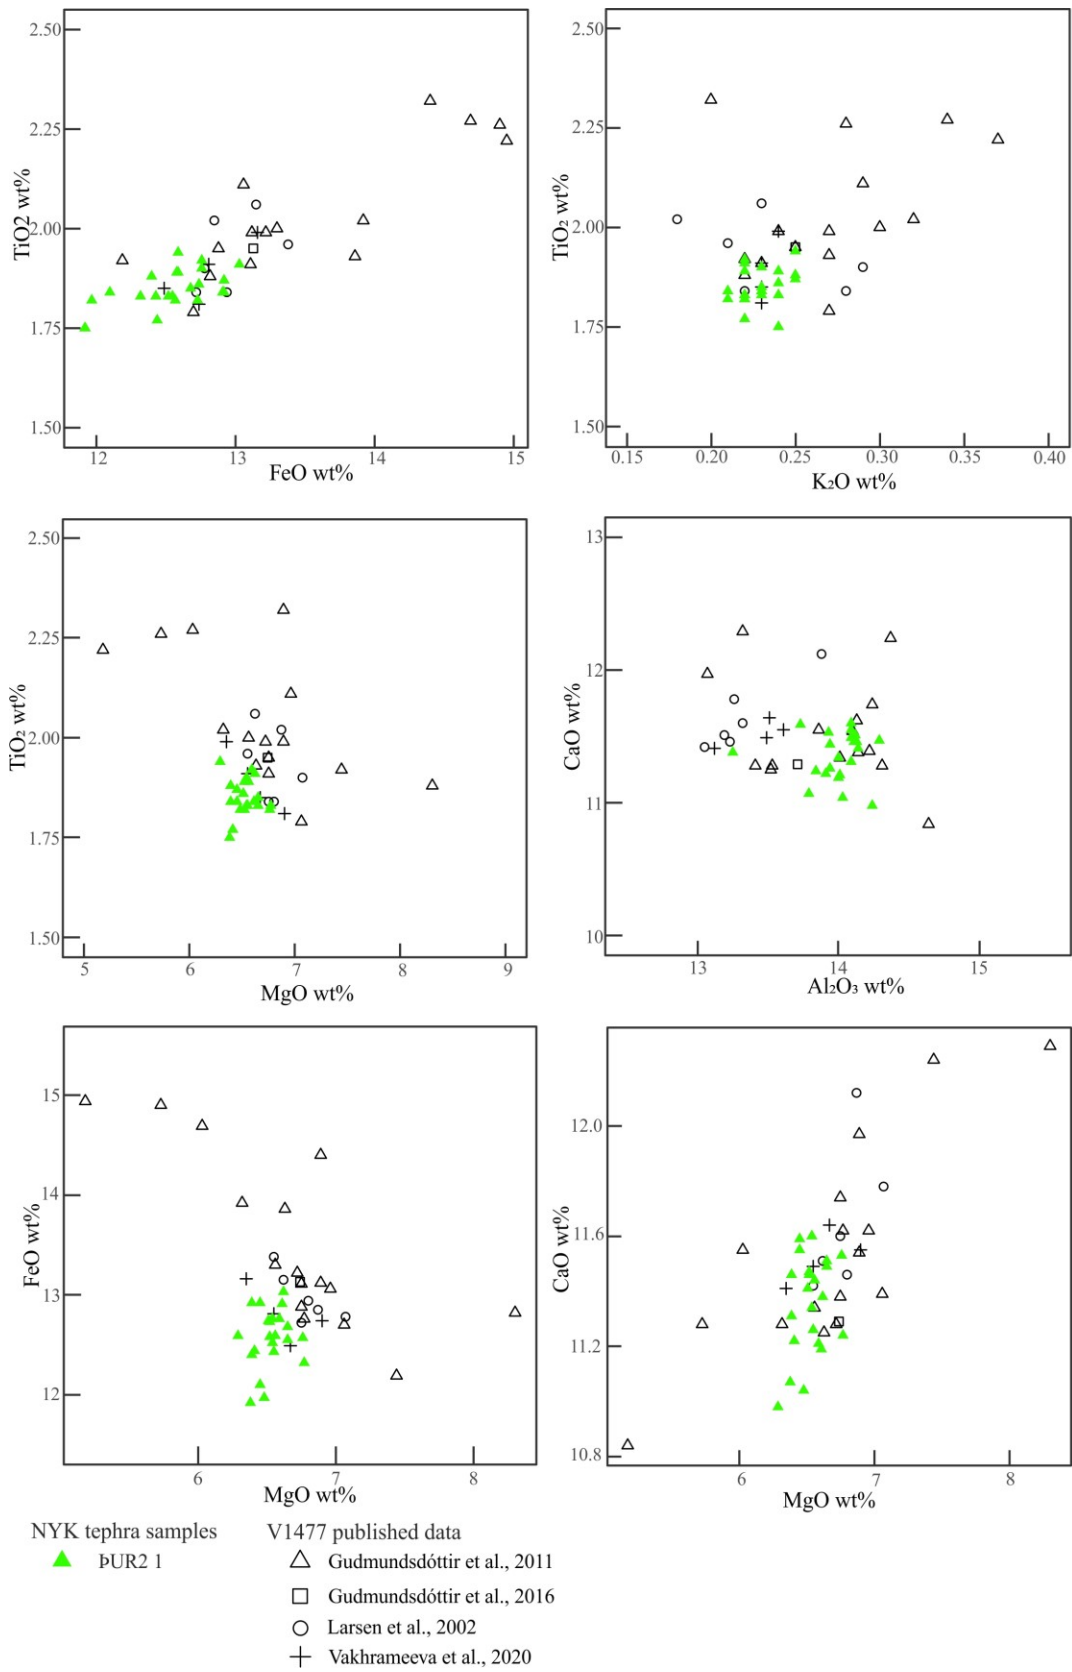 2.50
2.25
2.00
1.75
1.50
TiO2 wt%
12
13
14
15
FeO wt%
2.50
2.25
2.00
1.75
1.50
TiO₂ wt%
0.15
0.20
0.25
0.30
0.35
0.40
K₂O wt%
2.50
2.25
2.00
1.75
1.50
TiO₂ wt%
5
6
7
8
9
MgO wt%
13
12
11
10
CaO wt%
13
14
15
Al₂O₃ wt%
15
14
13
12
FeO wt%
6
7
8
MgO wt%
12.0
11.6
11.2
10.8
CaO wt%
6
7
8
MgO wt%
NYK tephra samples
ÞUR2 1
V1477 published data
Gudmundsdóttir et al., 2011
Gudmundsdóttir et al., 2016
Larsen et al., 2002
Vakhrameeva et al., 2020